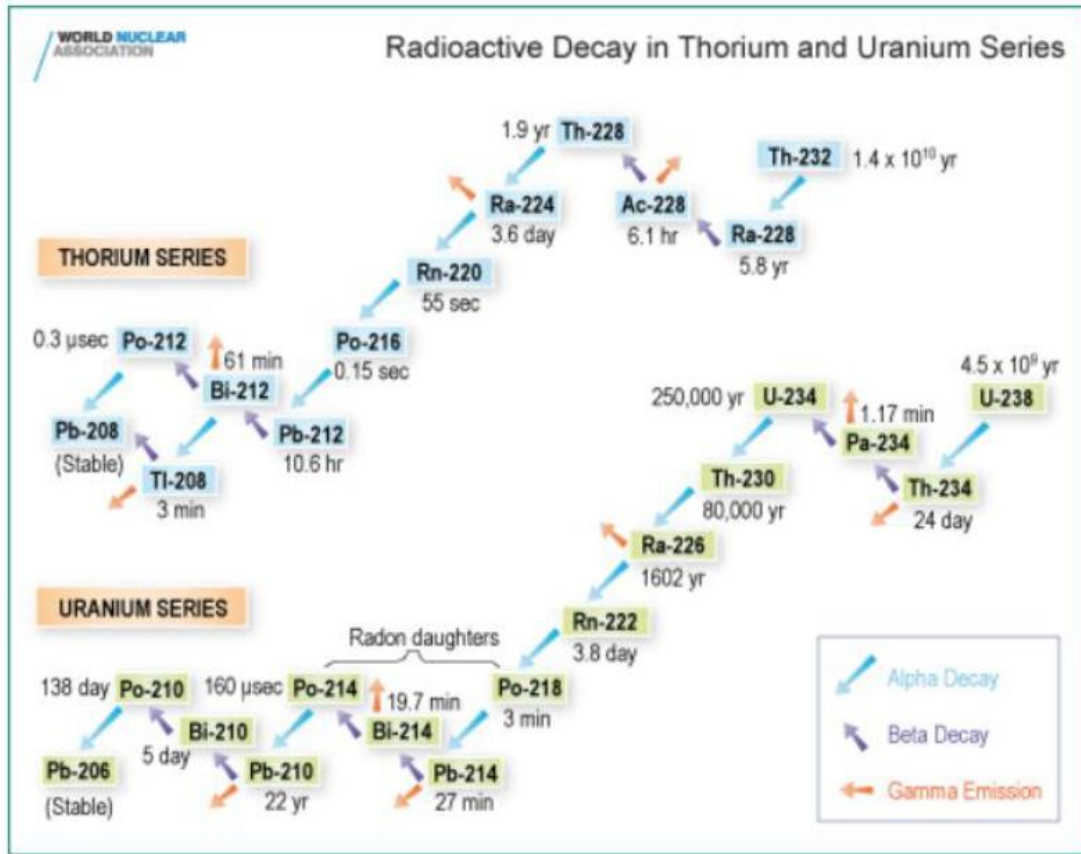 WORLD NUCLEAR
ASSOCIATION
Radioactive Decay in Thorium and Uranium Series
1.9 yr Th-228
Th-232 1.4 x 10¹⁰ yr
Ra-224
3.6 day
Ac-228
6.1 hr
Ra-228
5.8 yr
THORIUM SERIES
Rn-220
55 sec
0.3 µsec Po-212
61 min
Bi-212
Po-216
0.15 sec
Pb-208
(Stable)
Pb-212
10.6 hr
Tl-208
3 min
4.5 x 10⁹ yr
U-238
250,000 yr U-234
1.17 min
Pa-234
Th-230
80,000 yr
Th-234
24 day
Ra-226
1602 yr
URANIUM SERIES
Rn-222
3.8 day
Radon daughters
138 day Po-210
160 µsec Po-214
19.7 min
Po-218
3 min
Bi-210
5 day
Bi-214
Pb-206
(Stable)
Pb-210
22 yr
Pb-214
27 min
Alpha Decay
Beta Decay
Gamma Emission